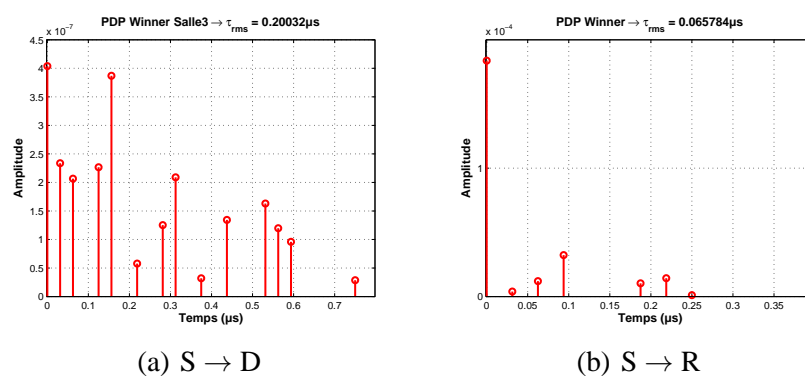 PDP Winner Salle3 → τrms = 0.20032µs
x 10⁻⁷
4.5
4
3.5
3
2.5
2
1.5
1
0.5
0
Amplitude
0 0.1 0.2 0.3 0.4 0.5 0.6 0.7
Temps (µs)
(a) S → D
PDP Winner → τrms = 0.065784µs
x 10⁻⁴
1
0
Amplitude
0 0.05 0.1 0.15 0.2 0.25 0.3 0.35
Temps (µs)
(b) S → R